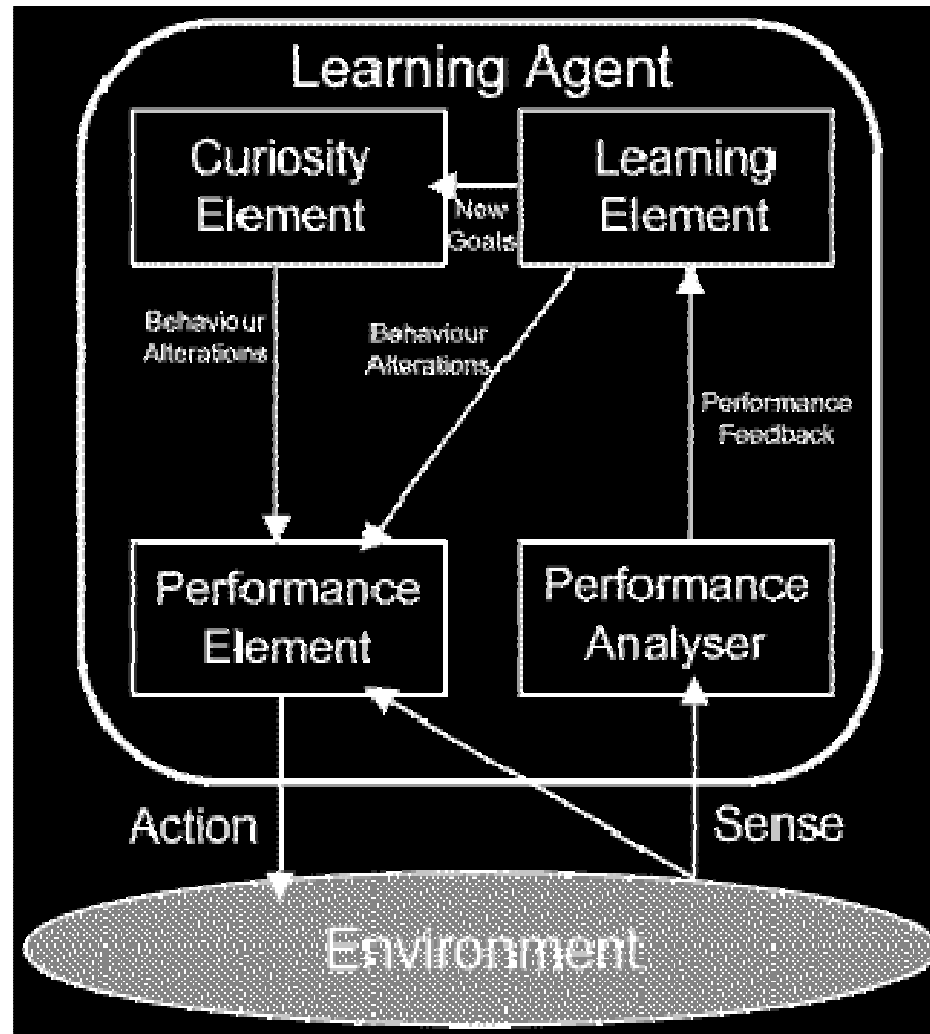 Learning Agent
Curiosity
Element
Learning
Element
New
Goals
Behaviour
Alterations
Behaviour
Alterations
Performance
Feedback
Performance
Element
Performance
Analyser
Action
Sense
Environment